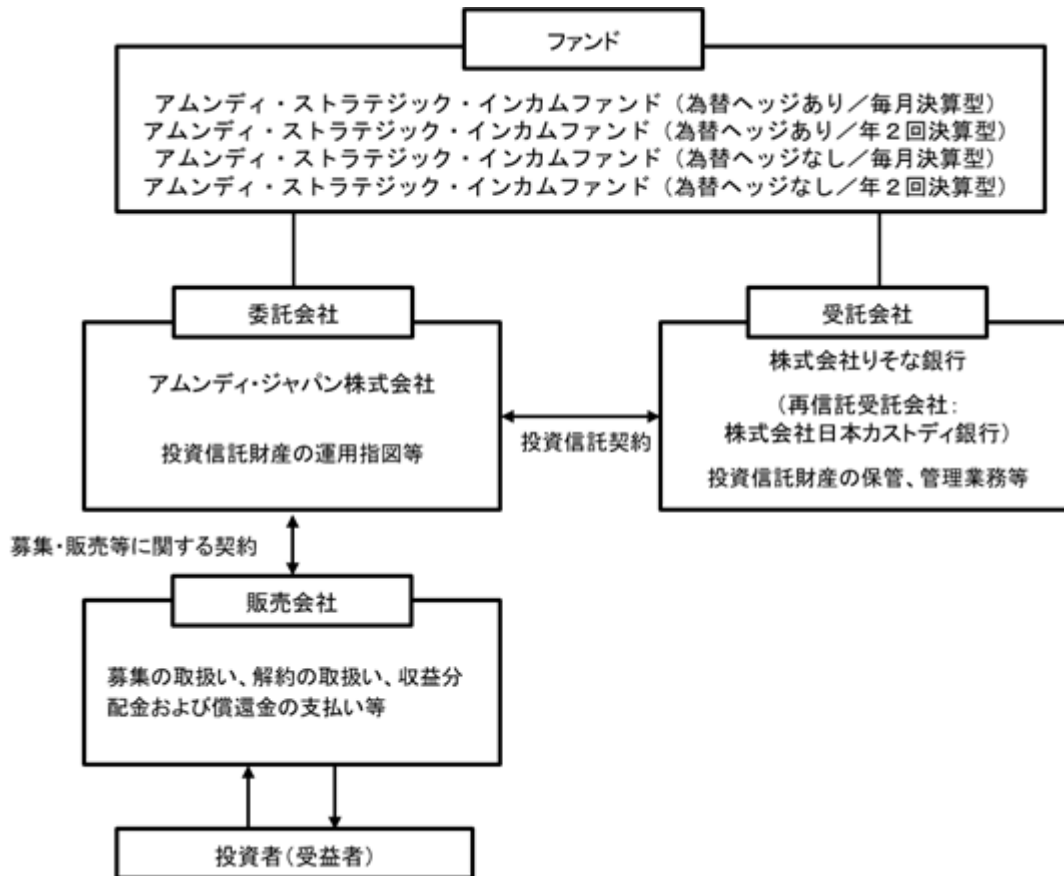 ファンド
アムンディ・ストラテジック・インカムファンド（為替ヘッジあり／毎月決算型）
アムンディ・ストラテジック・インカムファンド（為替ヘッジあり／年２回決算型）
アムンディ・ストラテジック・インカムファンド（為替ヘッジなし／毎月決算型）
アムンディ・ストラテジック・インカムファンド（為替ヘッジなし／年２回決算型）
委託会社
アムンディ・ジャパン株式会社
投資信託財産の運用指図等
投資信託契約
受託会社
株式会社りそな銀行
（再信託受託会社：
株式会社日本カストディ銀行）
投資信託財産の保管、管理業務等
募集・販売等に関する契約
販売会社
募集の取扱い、解約の取扱い、収益分
配金および償還金の支払い等
投資者（受益者）